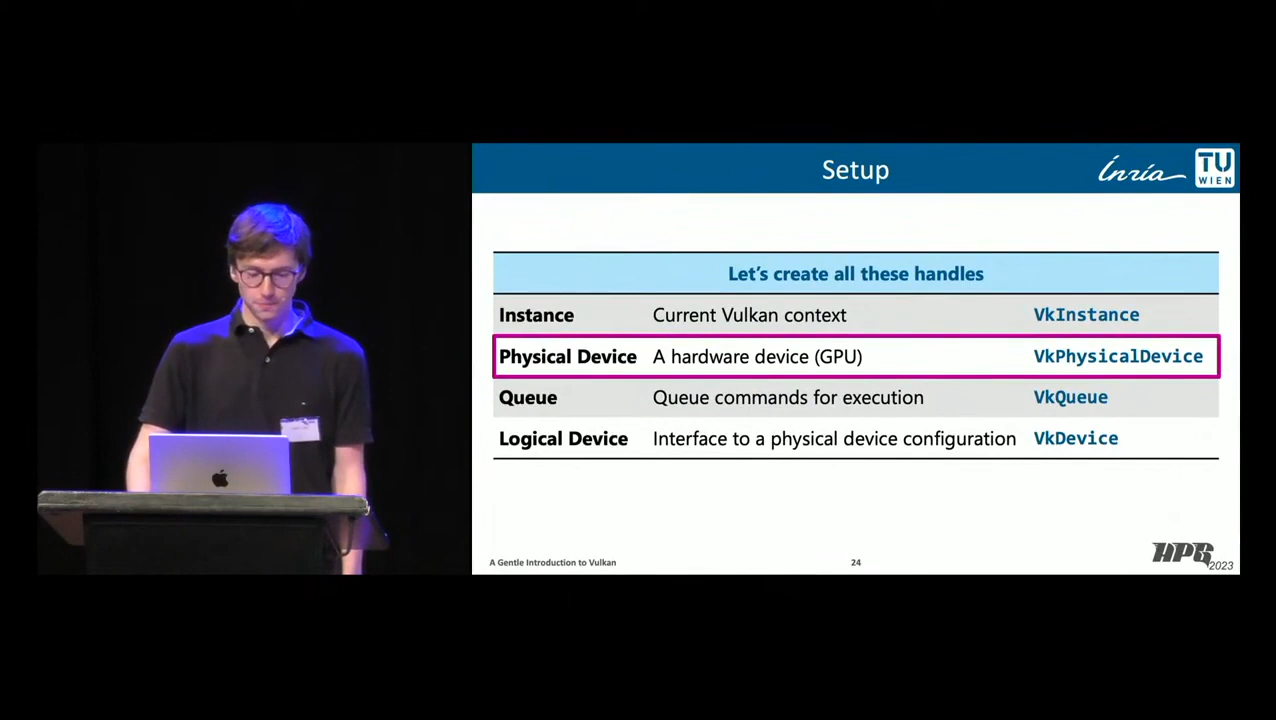 Setup
Inria
TU
WIEN
Let's create all these handles
Instance Current Vulkan context VkInstance
Physical Device A hardware device (GPU) VkPhysicalDevice
Queue Queue commands for execution VkQueue
Logical Device Interface to a physical device configuration VkDevice
A Gentle Introduction to Vulkan 24 HPG 2023